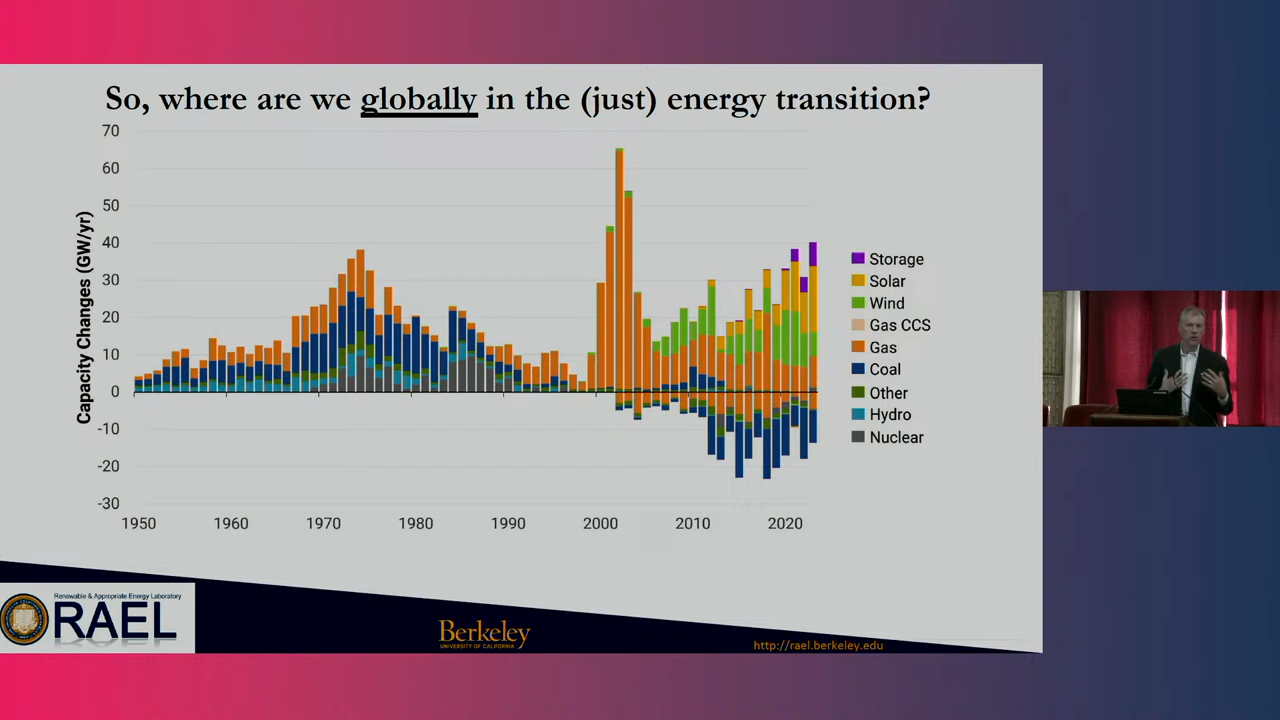 So, where are we globally in the (just) energy transition?
Capacity Changes (GW/yr)
70
60
50
40
30
20
10
0
-10
-20
-30
1950 1960 1970 1980 1990 2000 2010 2020
Storage
Solar
Wind
Gas CCS
Gas
Coal
Other
Hydro
Nuclear
Renewable & Appropriate Energy Laboratory
RAEL
Berkeley
UNIVERSITY OF CALIFORNIA
http://rael.berkeley.edu